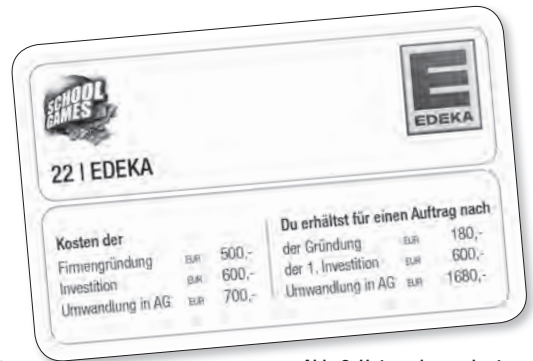 SCHOOL
GAMES
EDEKA
22 | EDEKA
Kosten der
Firmengründung EUR 500,-
Investition EUR 600,-
Umwandlung in AG EUR 700,-
Du erhältst für einen Auftrag nach
der Gründung EUR 180,-
der 1. Investition EUR 600,-
Umwandlung in AG EUR 1680,-